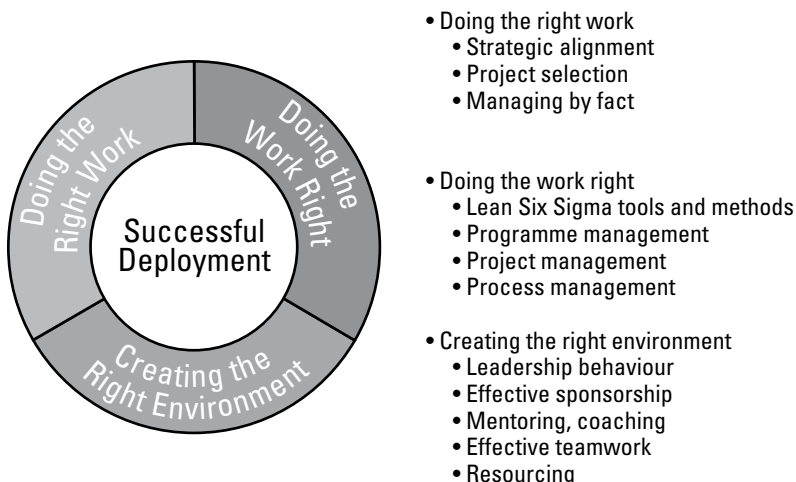 Doing the
Right Work
Doing the
Work Right
Successful
Deployment
Creating the
Right Environment
• Doing the right work
• Strategic alignment
• Project selection
• Managing by fact
• Doing the work right
• Lean Six Sigma tools and methods
• Programme management
• Project management
• Process management
• Creating the right environment
• Leadership behaviour
• Effective sponsorship
• Mentoring, coaching
• Effective teamwork
• Resourcing